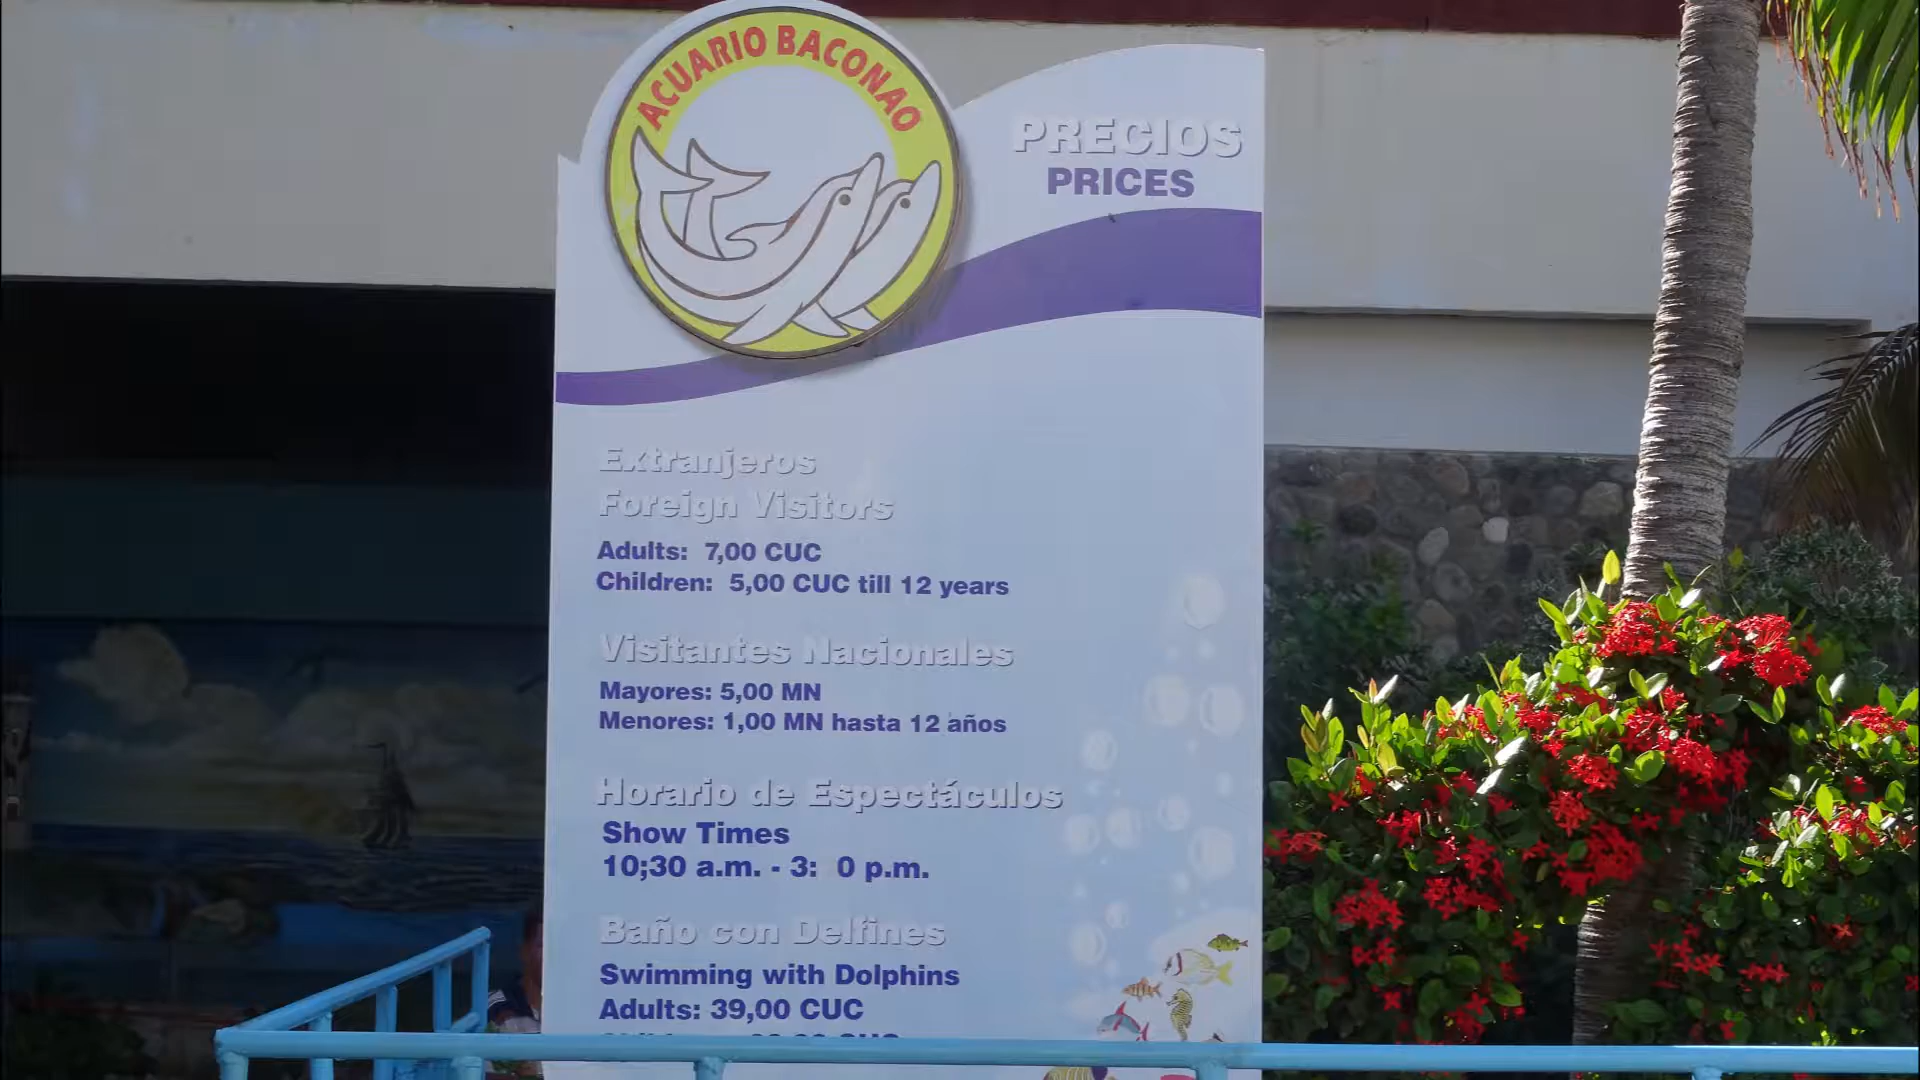 ACUARIO BACONAO
PRECIOS
PRICES
Extranjeros
Foreign Visitors
Adults: 7,00 CUC
Children: 5,00 CUC till 12 years
Visitantes Nacionales
Mayores: 5,00 MN
Menores: 1,00 MN hasta 12 años
Horario de Espectáculos
Show Times
10;30 a.m. - 3: 0 p.m.
Baño con Delfines
Swimming with Dolphins
Adults: 39,00 CUC